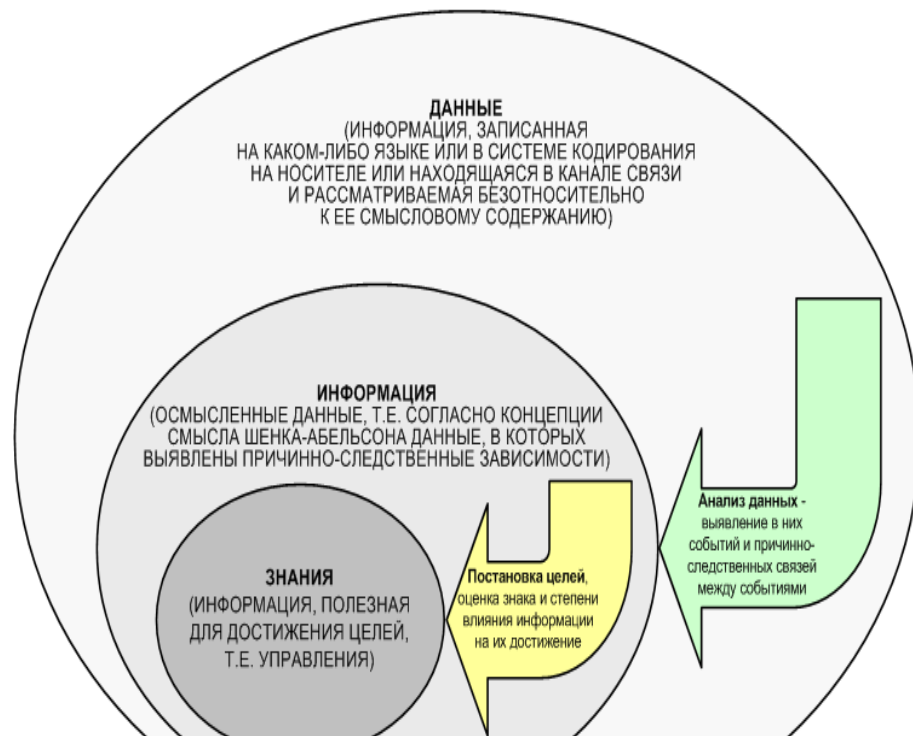 ДАННЫЕ
(ИНФОРМАЦИЯ, ЗАПИСАННАЯ
НА КАКОМ-ЛИБО ЯЗЫКЕ ИЛИ В СИСТЕМЕ КОДИРОВАНИЯ
НА НОСИТЕЛЕ ИЛИ НАХОДЯЩАЯСЯ В КАНАЛЕ СВЯЗИ
И РАССМАТРИВАЕМАЯ БЕЗОТНОСИТЕЛЬНО
К ЕЕ СМЫСЛОВОМУ СОДЕРЖАНИЮ)
ИНФОРМАЦИЯ
(ОСМЫСЛЕННЫЕ ДАННЫЕ, Т.Е. СОГЛАСНО КОНЦЕПЦИИ
СМЫСЛА ШЕНКА-АБЕЛЬСОНА ДАННЫЕ, В КОТОРЫХ
ВЫЯВЛЕНЫ ПРИЧИННО-СЛЕДСТВЕННЫЕ ЗАВИСИМОСТИ)
Анализ данных -
выявление в них
событий и причинно-
следственных связей
между событиями
ЗНАНИЯ
(ИНФОРМАЦИЯ, ПОЛЕЗНАЯ
ДЛЯ ДОСТИЖЕНИЯ ЦЕЛЕЙ,
Т.Е. УПРАВЛЕНИЯ)
Постановка целей,
оценка знака и степени
влияния информации
на их достижение